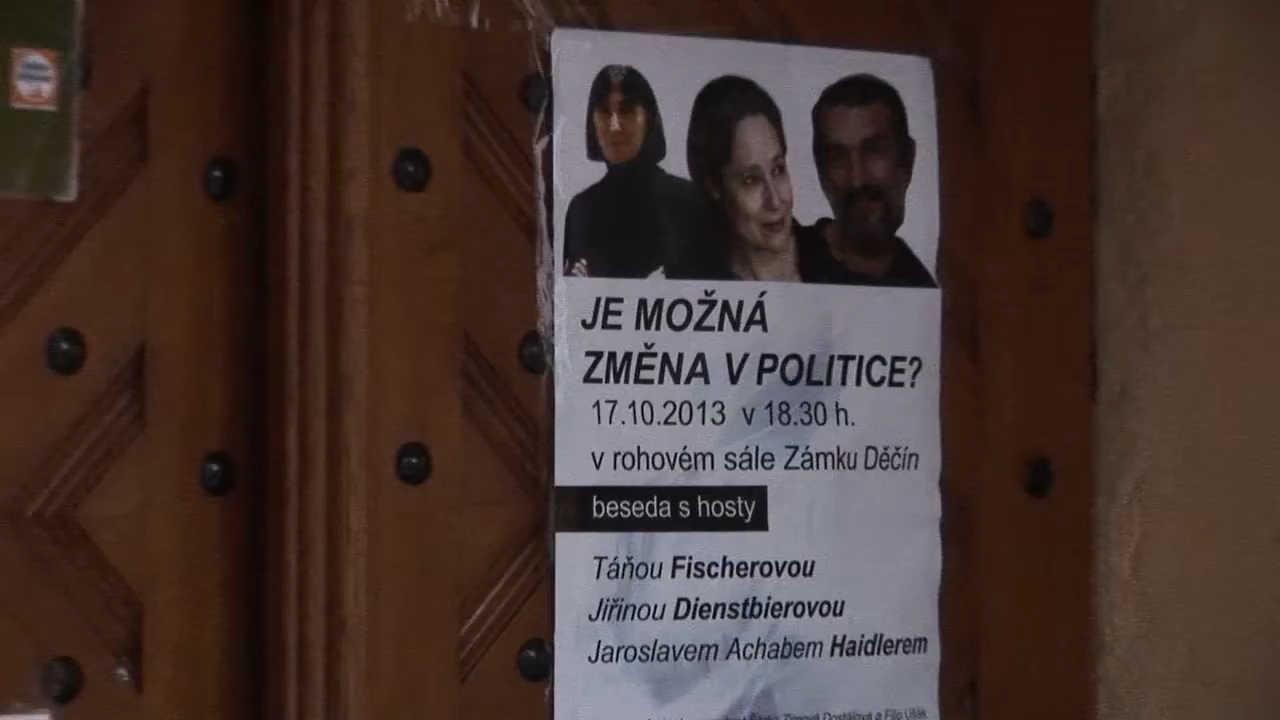 JE MOŽNÁ
ZMĚNA V POLITICE?
17.10.2013 v 18.30 h.
v rohovém sále Zámku Děčín
beseda s hosty
Táňou Fischerovou
Jiřinou Dienstbierovou
Jaroslavem Achabem Haidlerem